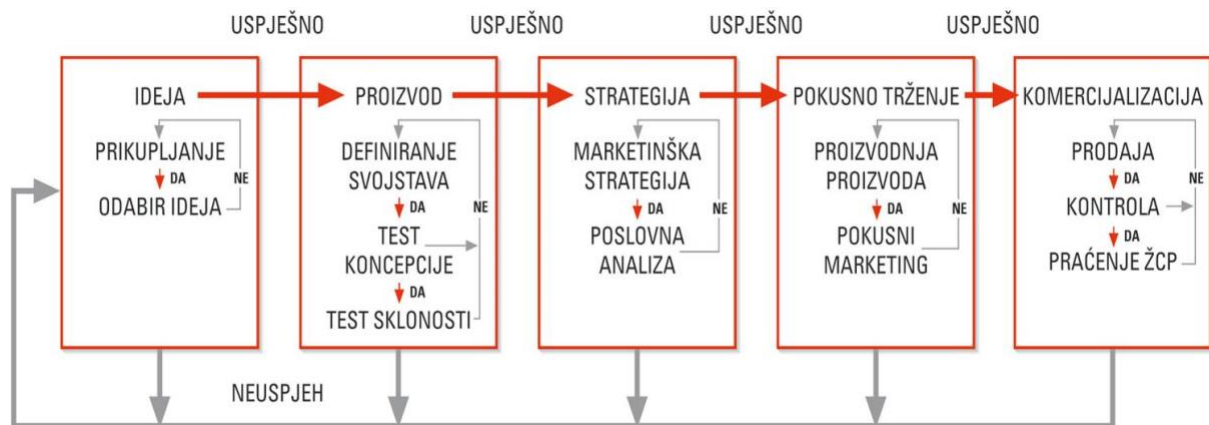 USPJEŠNO USPJEŠNO USPJEŠNO USPJEŠNO
IDEJA
PRIKUPLJANJE
DA NE
ODABIR IDEJA
PROIZVOD
DEFINIRANJE
SVOJSTAVA
DA NE
TEST
KONCEPCIJE
DA
TEST SKLONOSTI
STRATEGIJA
MARKETINŠKA
STRATEGIJA
DA NE
POSLOVNA
ANALIZA
POKUSNO TRŽENJE
PROIZVODNJA
PROIZVODA
DA NE
POKUSNI
MARKETING
KOMERCIJALIZACIJA
PRODAJA
DA NE
KONTROLA
DA
PRAĆENJE ŽCP
NEUSPJEH